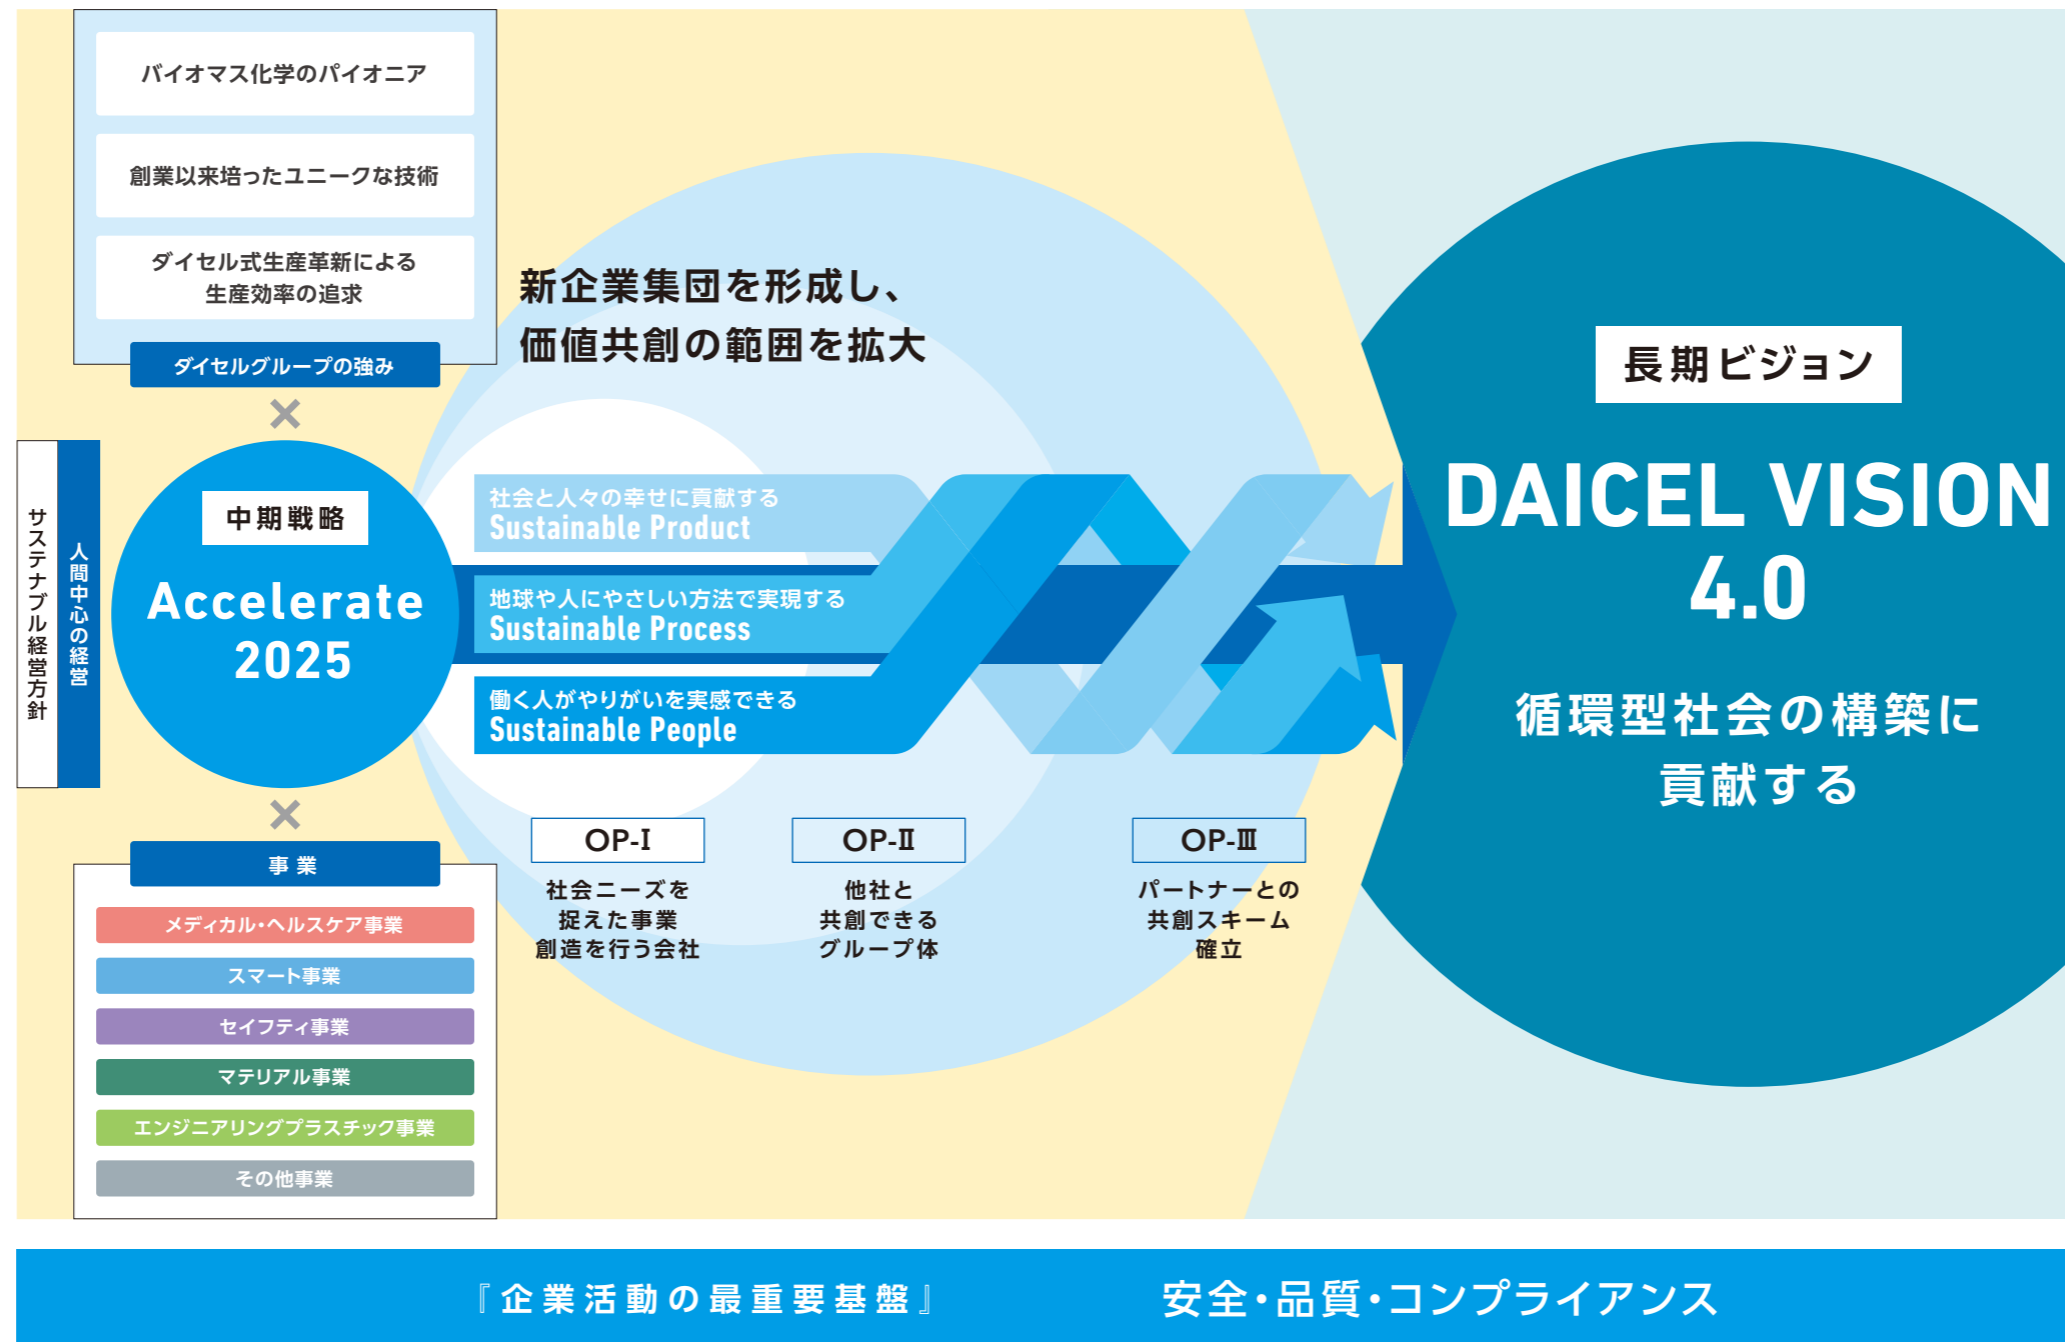 バイオマス化学のパイオニア
創業以来培ったユニークな技術
ダイセル式生産革新による
生産効率の追求
ダイセルグループの強み
×
サステナブル経営方針
人間中心の経営
中期戦略
Accelerate
2025
×
事業
メディカル・ヘルスケア事業
スマート事業
セイフティ事業
マテリアル事業
エンジニアリングプラスチック事業
その他事業
新企業集団を形成し、
価値共創の範囲を拡大
社会と人々の幸せに貢献する
Sustainable Product
地球や人にやさしい方法で実現する
Sustainable Process
働く人がやりがいを実感できる
Sustainable People
OP-Ⅰ
社会ニーズを
捉えた事業
創造を行う会社
OP-Ⅱ
他社と
共創できる
グループ体
OP-Ⅲ
パートナーとの
共創スキーム
確立
長期ビジョン
DAICEL VISION
4.0
循環型社会の構築に
貢献する
『企業活動の最重要基盤』 安全・品質・コンプライアンス